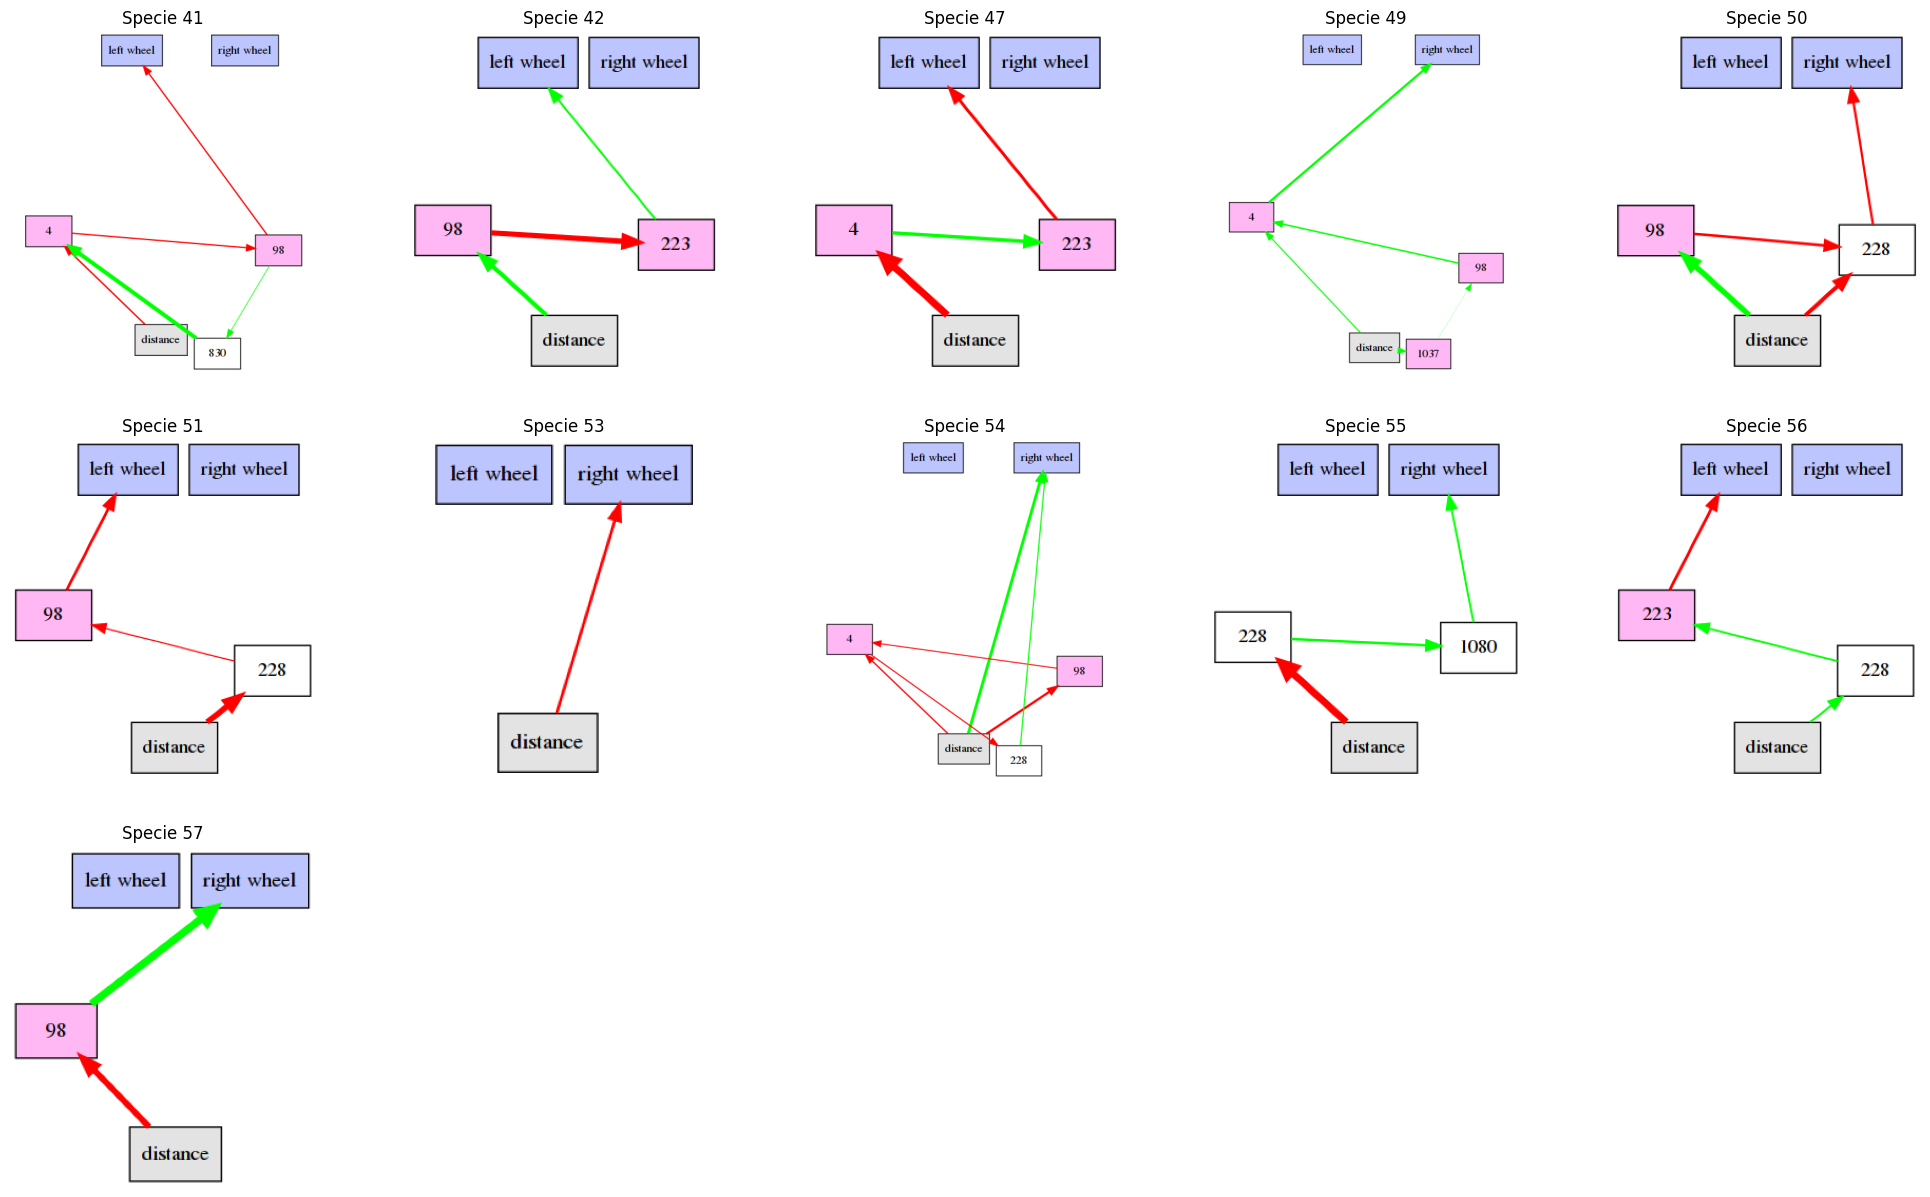 Specie 41
left wheel
right wheel
4
98
distance
830
Specie 42
left wheel
right wheel
98
223
distance
Specie 47
left wheel
right wheel
4
223
distance
Specie 49
left wheel
right wheel
4
98
distance
1037
Specie 50
left wheel
right wheel
98
228
distance
Specie 51
left wheel
right wheel
98
228
distance
Specie 53
left wheel
right wheel
distance
Specie 54
left wheel
right wheel
4
98
distance
228
Specie 55
left wheel
right wheel
228
1080
distance
Specie 56
left wheel
right wheel
223
228
distance
Specie 57
left wheel
right wheel
98
distance